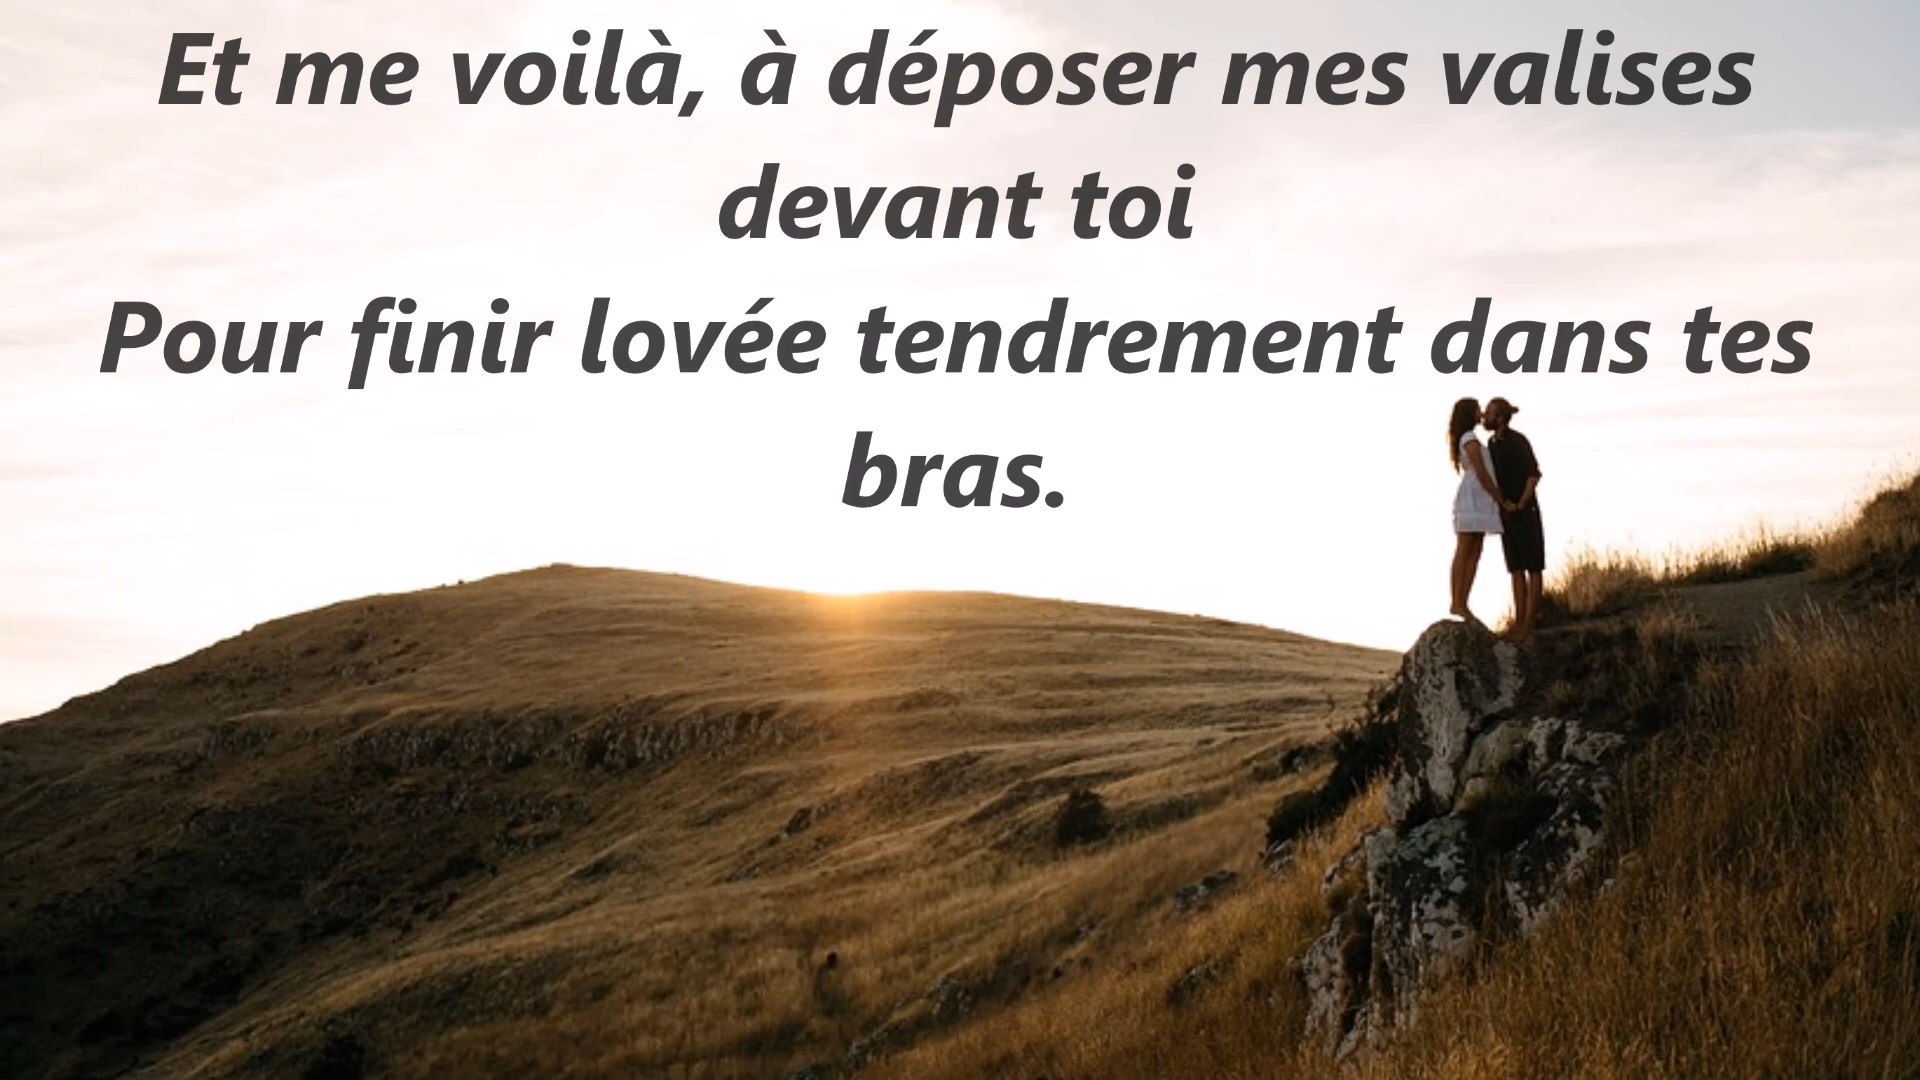 Et me voilà, à déposer mes valises
devant toi
Pour finir lovée tendrement dans tes
bras.